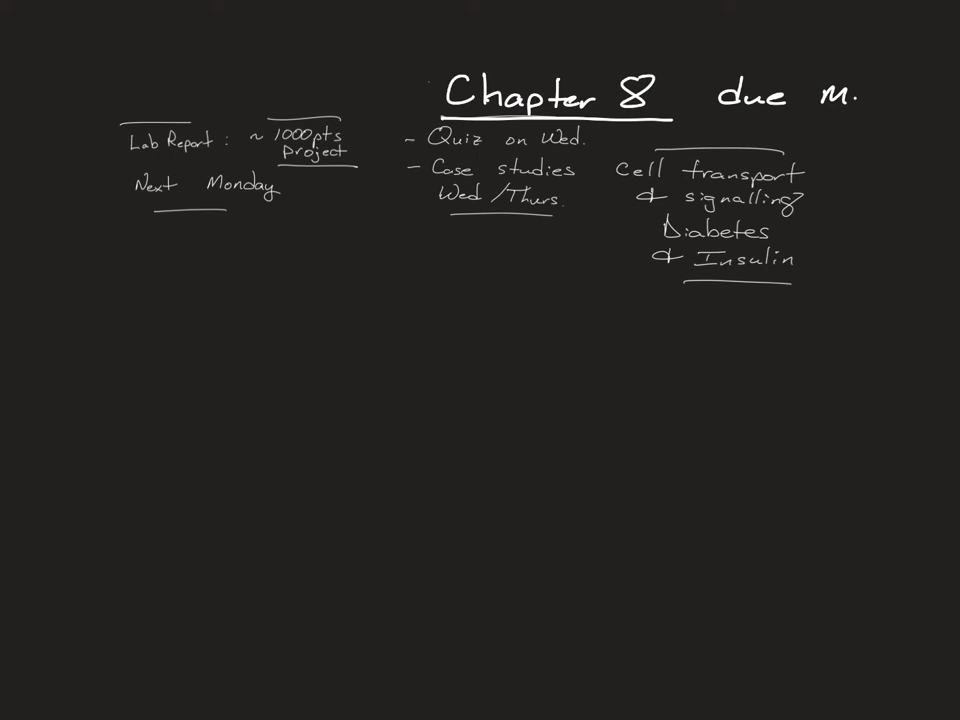 Chapter 8 due M.
Lab Report: ~ 1000pts
project
Next Monday
- Quiz on Wed.
- Case studies
Wed/Thurs.
Cell transport
& signalling
Diabetes
& Insulin